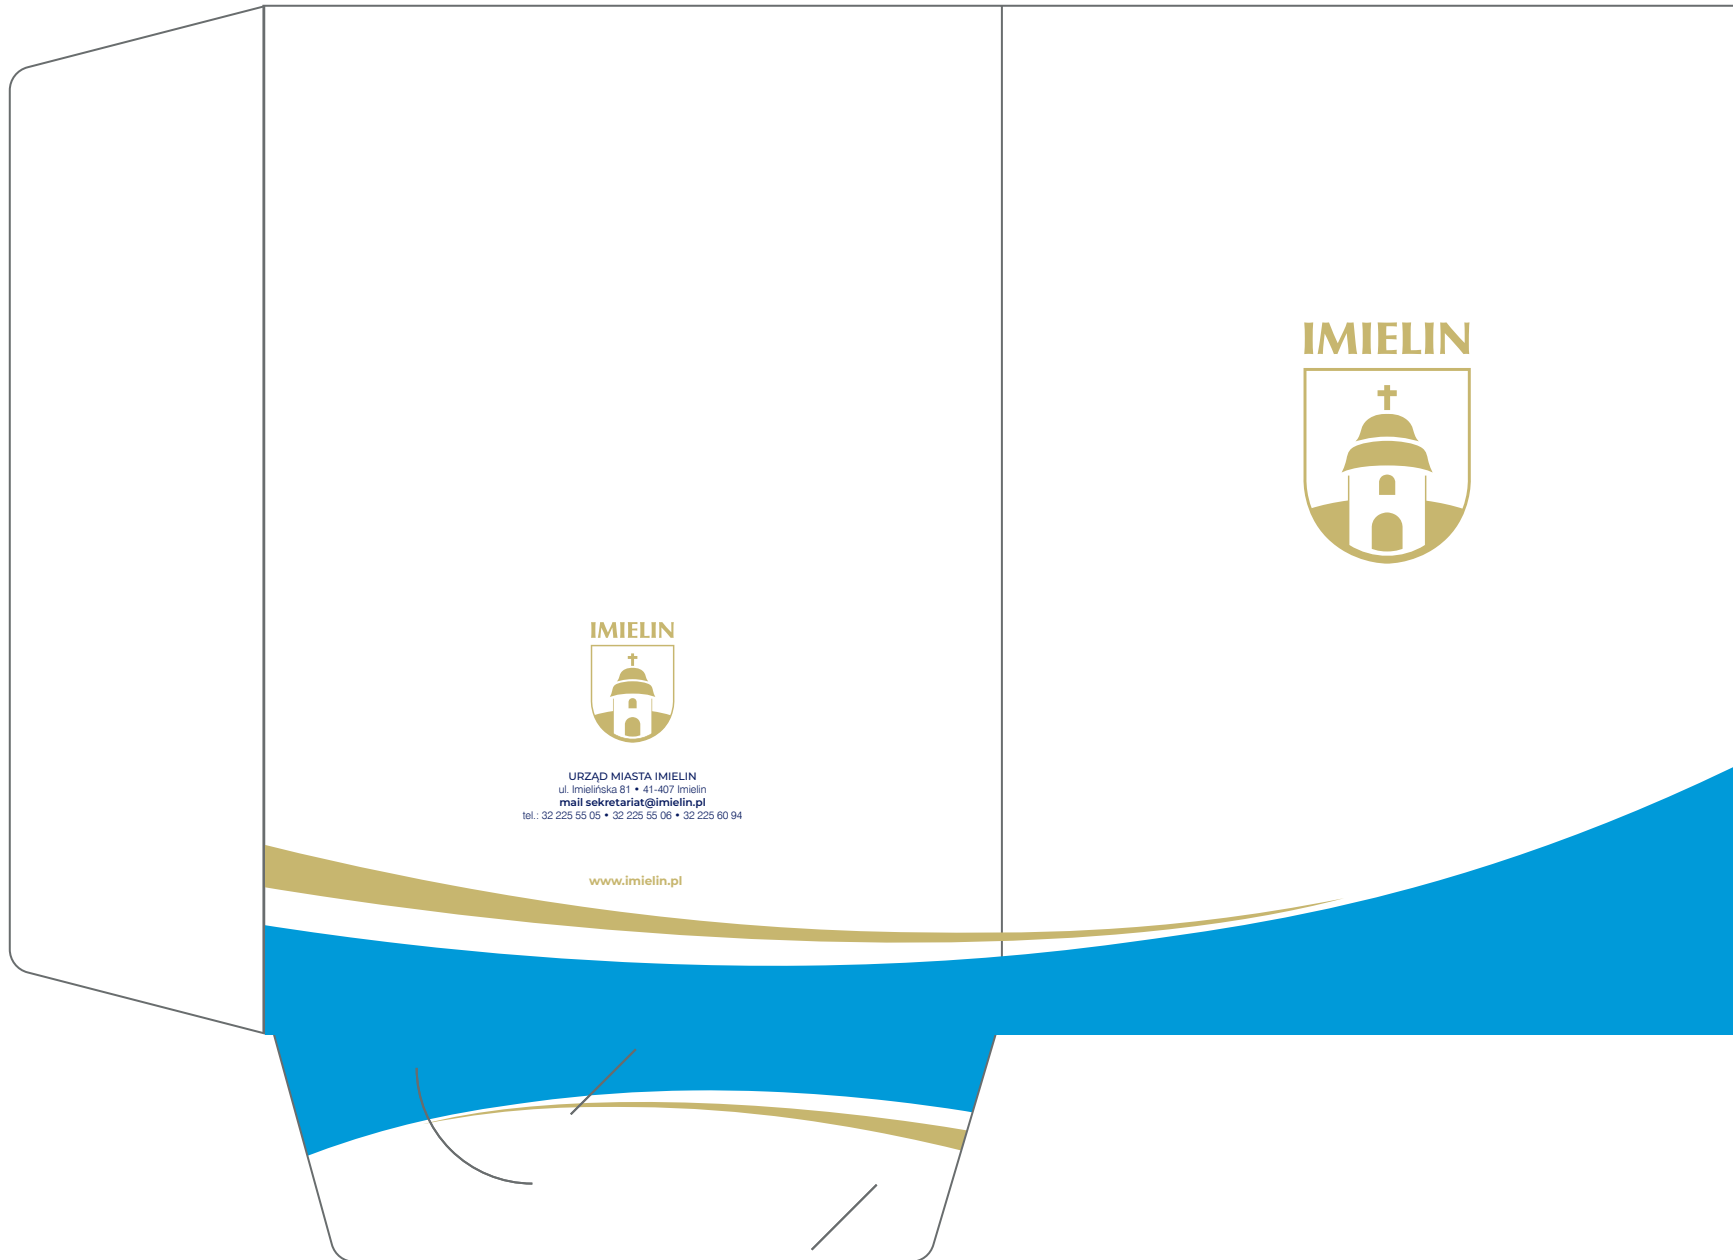 IMIELIN
URZĄD MIASTA IMIELIN
ul. Imielińska 81 • 41-407 Imielin
mail sekretariat@imielin.pl
tel.: 32 225 55 05 • 32 225 55 06 • 32 225 60 94
www.imielin.pl
IMIELIN